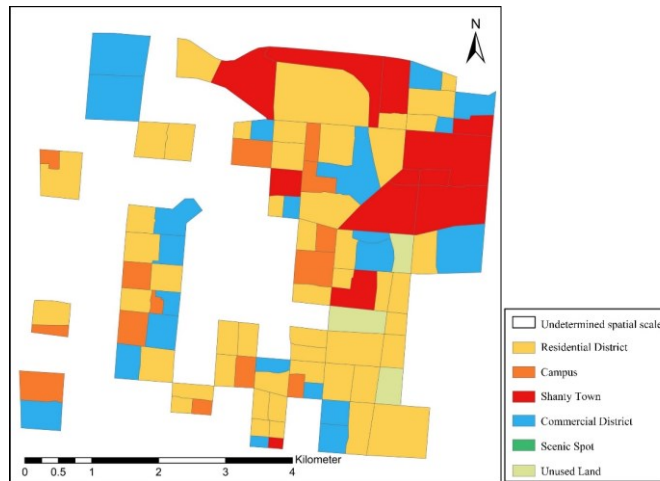 N
Kilometer
0 0.5 1 2 3 4
Undetermined spatial scale
Residential District
Campus
Shanty Town
Commercial District
Scenic Spot
Unused Land